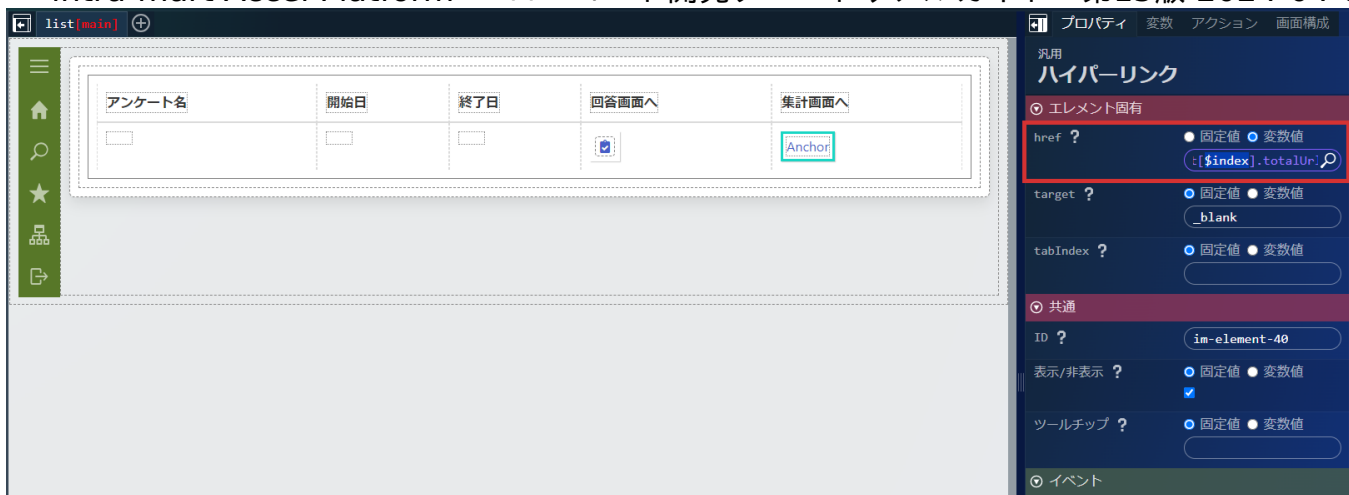 list[main]
アンケート名 開始日 終了日 回答画面へ 集計画面へ
Anchor
プロパティ 変数 アクション 画面構成
汎用
ハイパーリンク
エレメント固有
href ? 固定値 変数値
[$index].totalUr
target ? 固定値 変数値
_blank
tabIndex ? 固定値 変数値
共通
ID ? im-element-40
表示/非表示 ? 固定値 変数値
ツールチップ ? 固定値 変数値
イベント